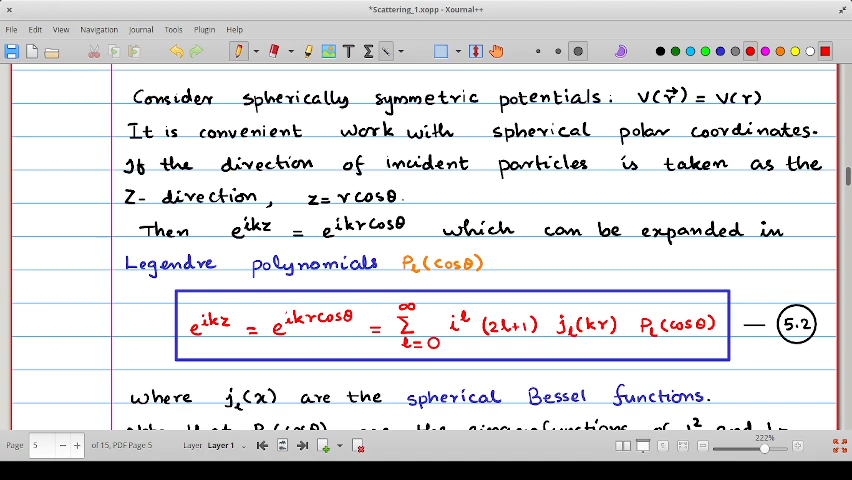 *Scattering_1.xopp - Xournal++
File Edit View Navigation Journal Tools Plugin Help
Consider spherically symmetric potentials: V(r⃗) = V(r)
It is convenient work with spherical polar coordinates.
If the direction of incident particles is taken as the
Z-direction, z = r cosθ.
Then e^{ikz} = e^{ikr cosθ} which can be expanded in
Legendre polynomials P_l(cosθ)
e^{ikz} = e^{ikr cosθ} = ∑_{l=0}^{∞} i^l (2l+1) j_l(kr) P_l(cosθ) — 5.2
where j_l(x) are the spherical Bessel functions.
Page 5 of 15, PDF Page 5 Layer Layer 1 222%